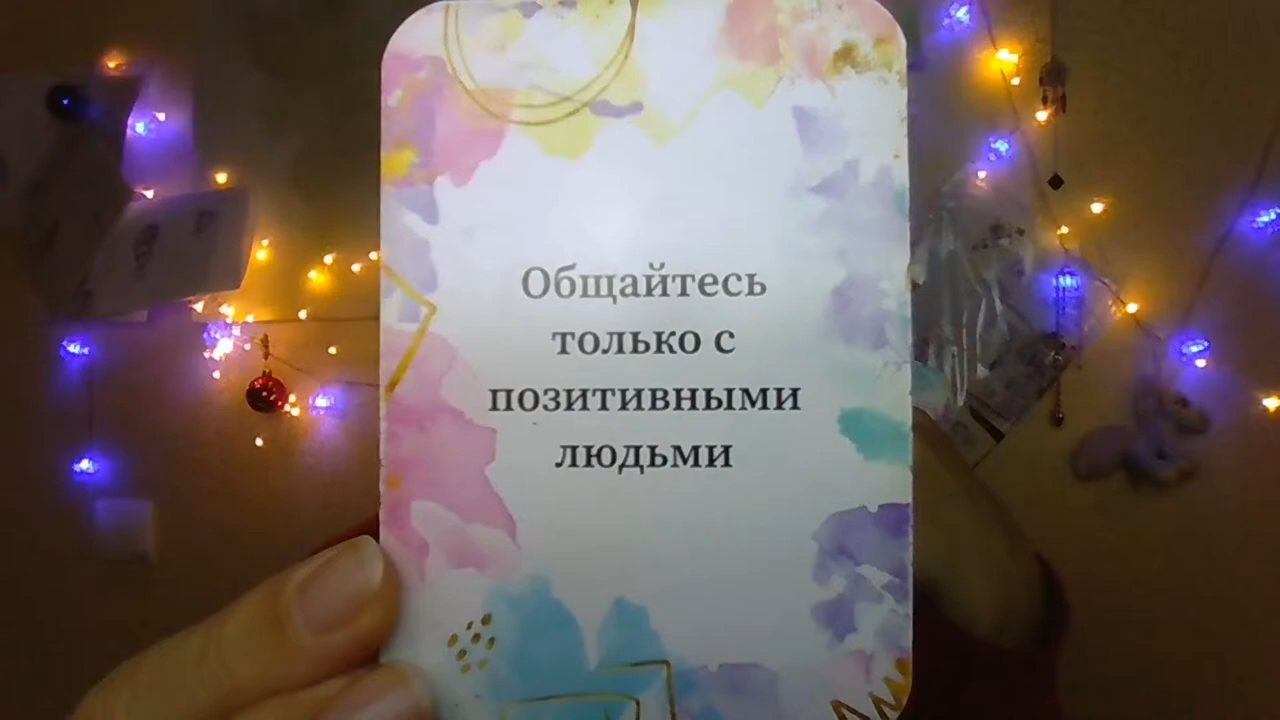 Общайтесь
только с
позитивными
людьми